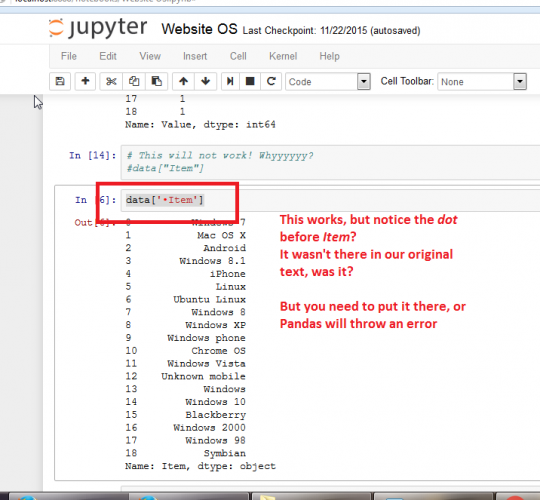 jupyter Website OS Last Checkpoint: 11/22/2015 (autosaved)
File Edit View Insert Cell Kernel Help
Code Cell Toolbar: None
17 1
18 1
Name: Value, dtype: int64
In [14]: # This will not work! Whyyyyyy?
#data["Item"]
In [6]: data['•Item']
This works, but notice the dot
before Item?
It wasn't there in our original
text, was it?
But you need to put it there, or
Pandas will throw an error
0 Windows 7
1 Mac OS X
2 Android
3 Windows 8.1
4 iPhone
5 Linux
6 Ubuntu Linux
7 Windows 8
8 Windows XP
9 Windows phone
10 Chrome OS
11 Windows Vista
12 Unknown mobile
13 Windows
14 Windows 10
15 Blackberry
16 Windows 2000
17 Windows 98
18 Symbian
Name: Item, dtype: object